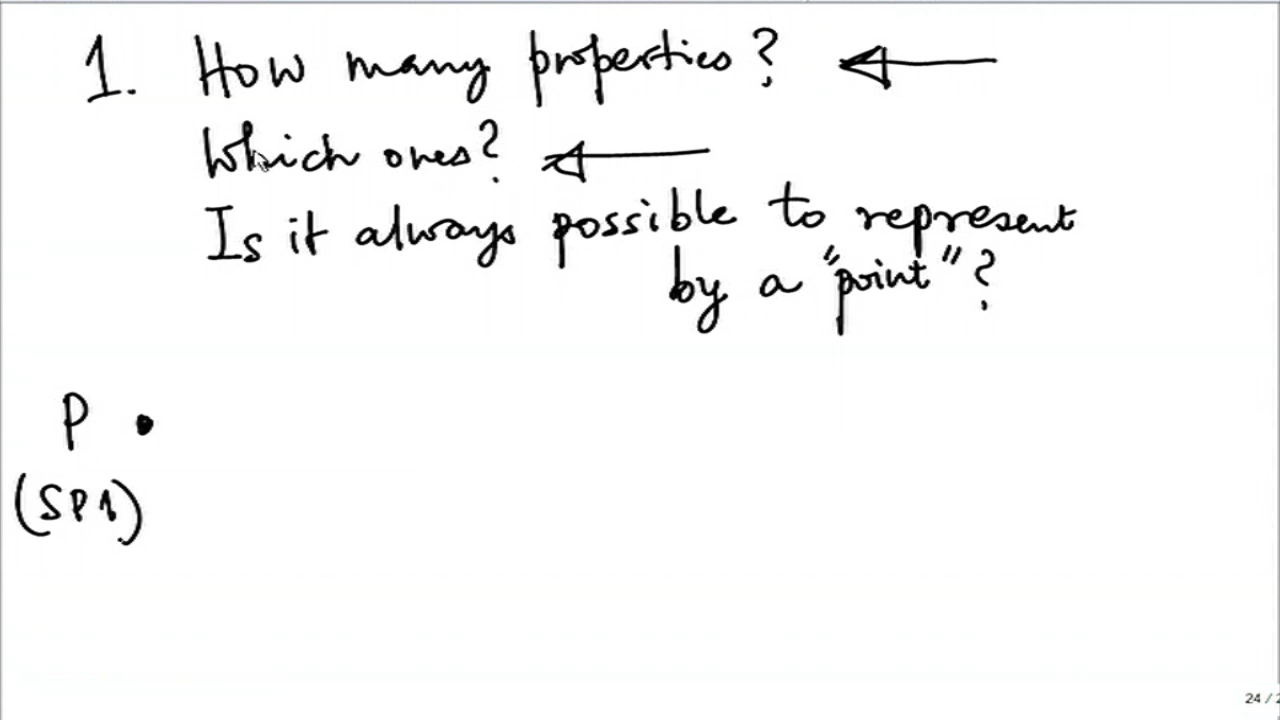 1. How many properties?
Which ones?
Is it always possible to represent
by a "point"?
P
(SP1)
24 / 2